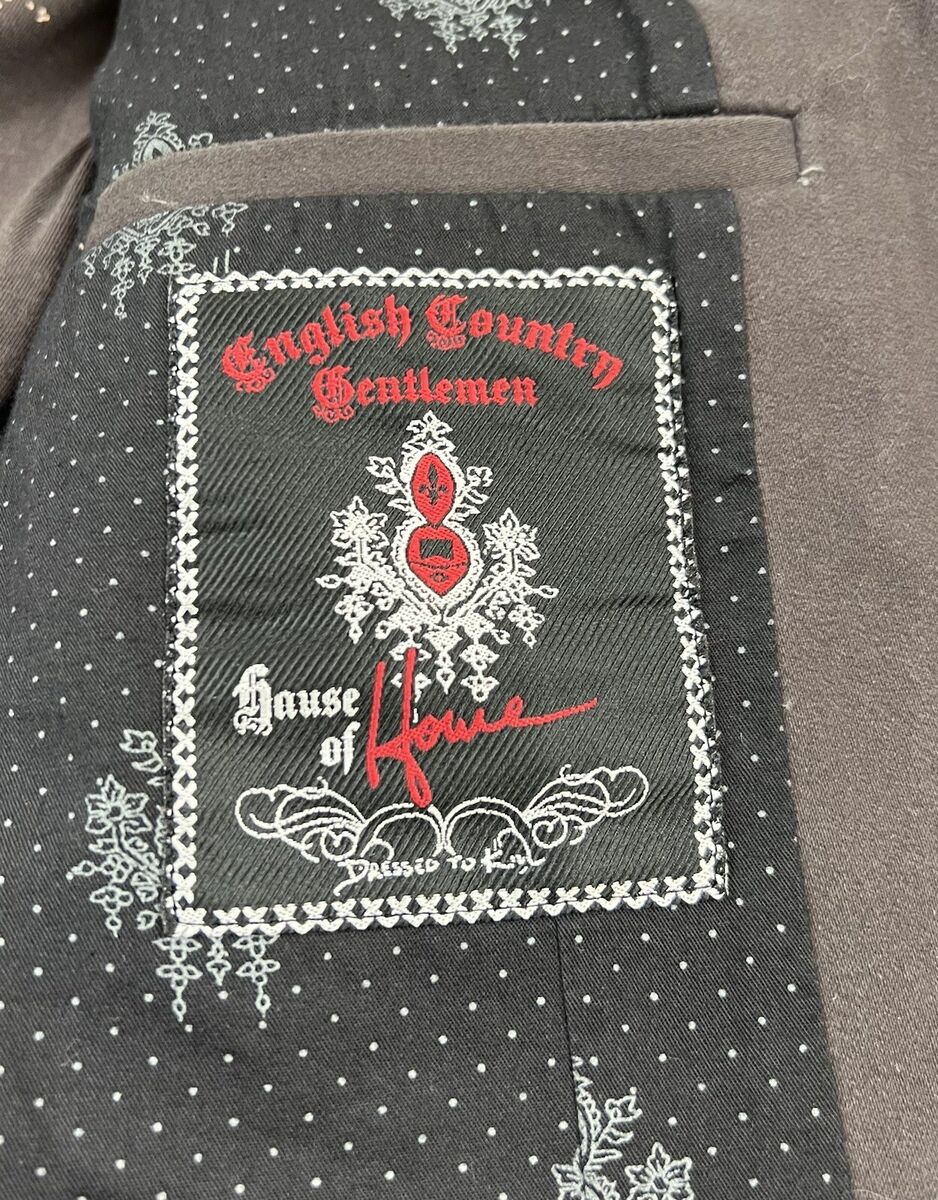 English Country
Gentlemen
Hause
of Howe
Dressed to Kill